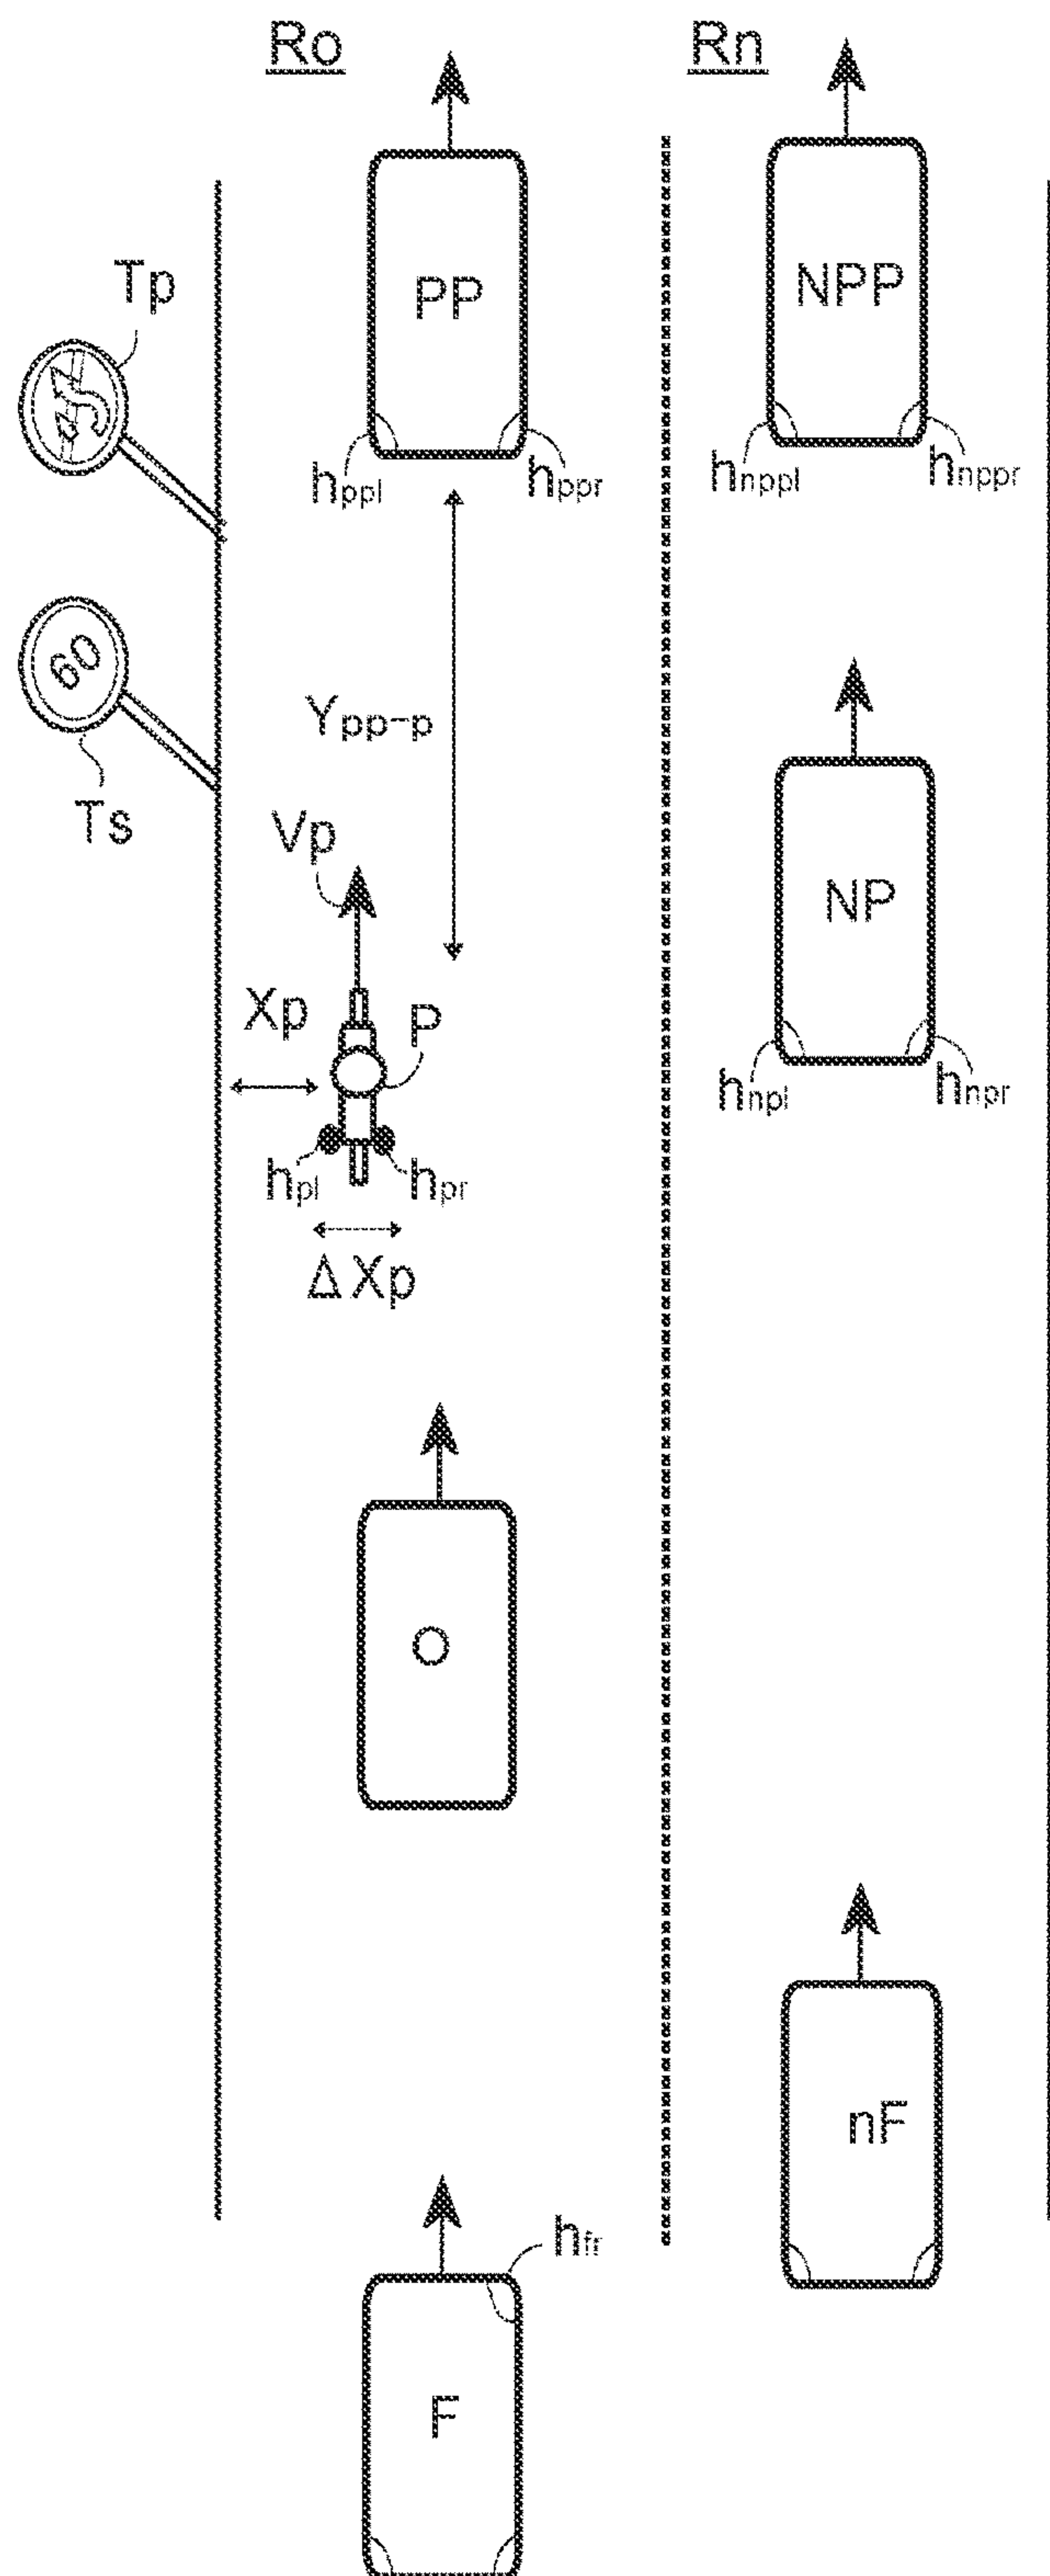 Ro
Rn
Tp
PP
NPP
hppl
hppr
hnppl
hnppr
60
Ts
Ypp-p
Vp
NP
Xp
P
hnpl
hnpr
hpl
hpr
ΔXp
O
nF
hfr
F